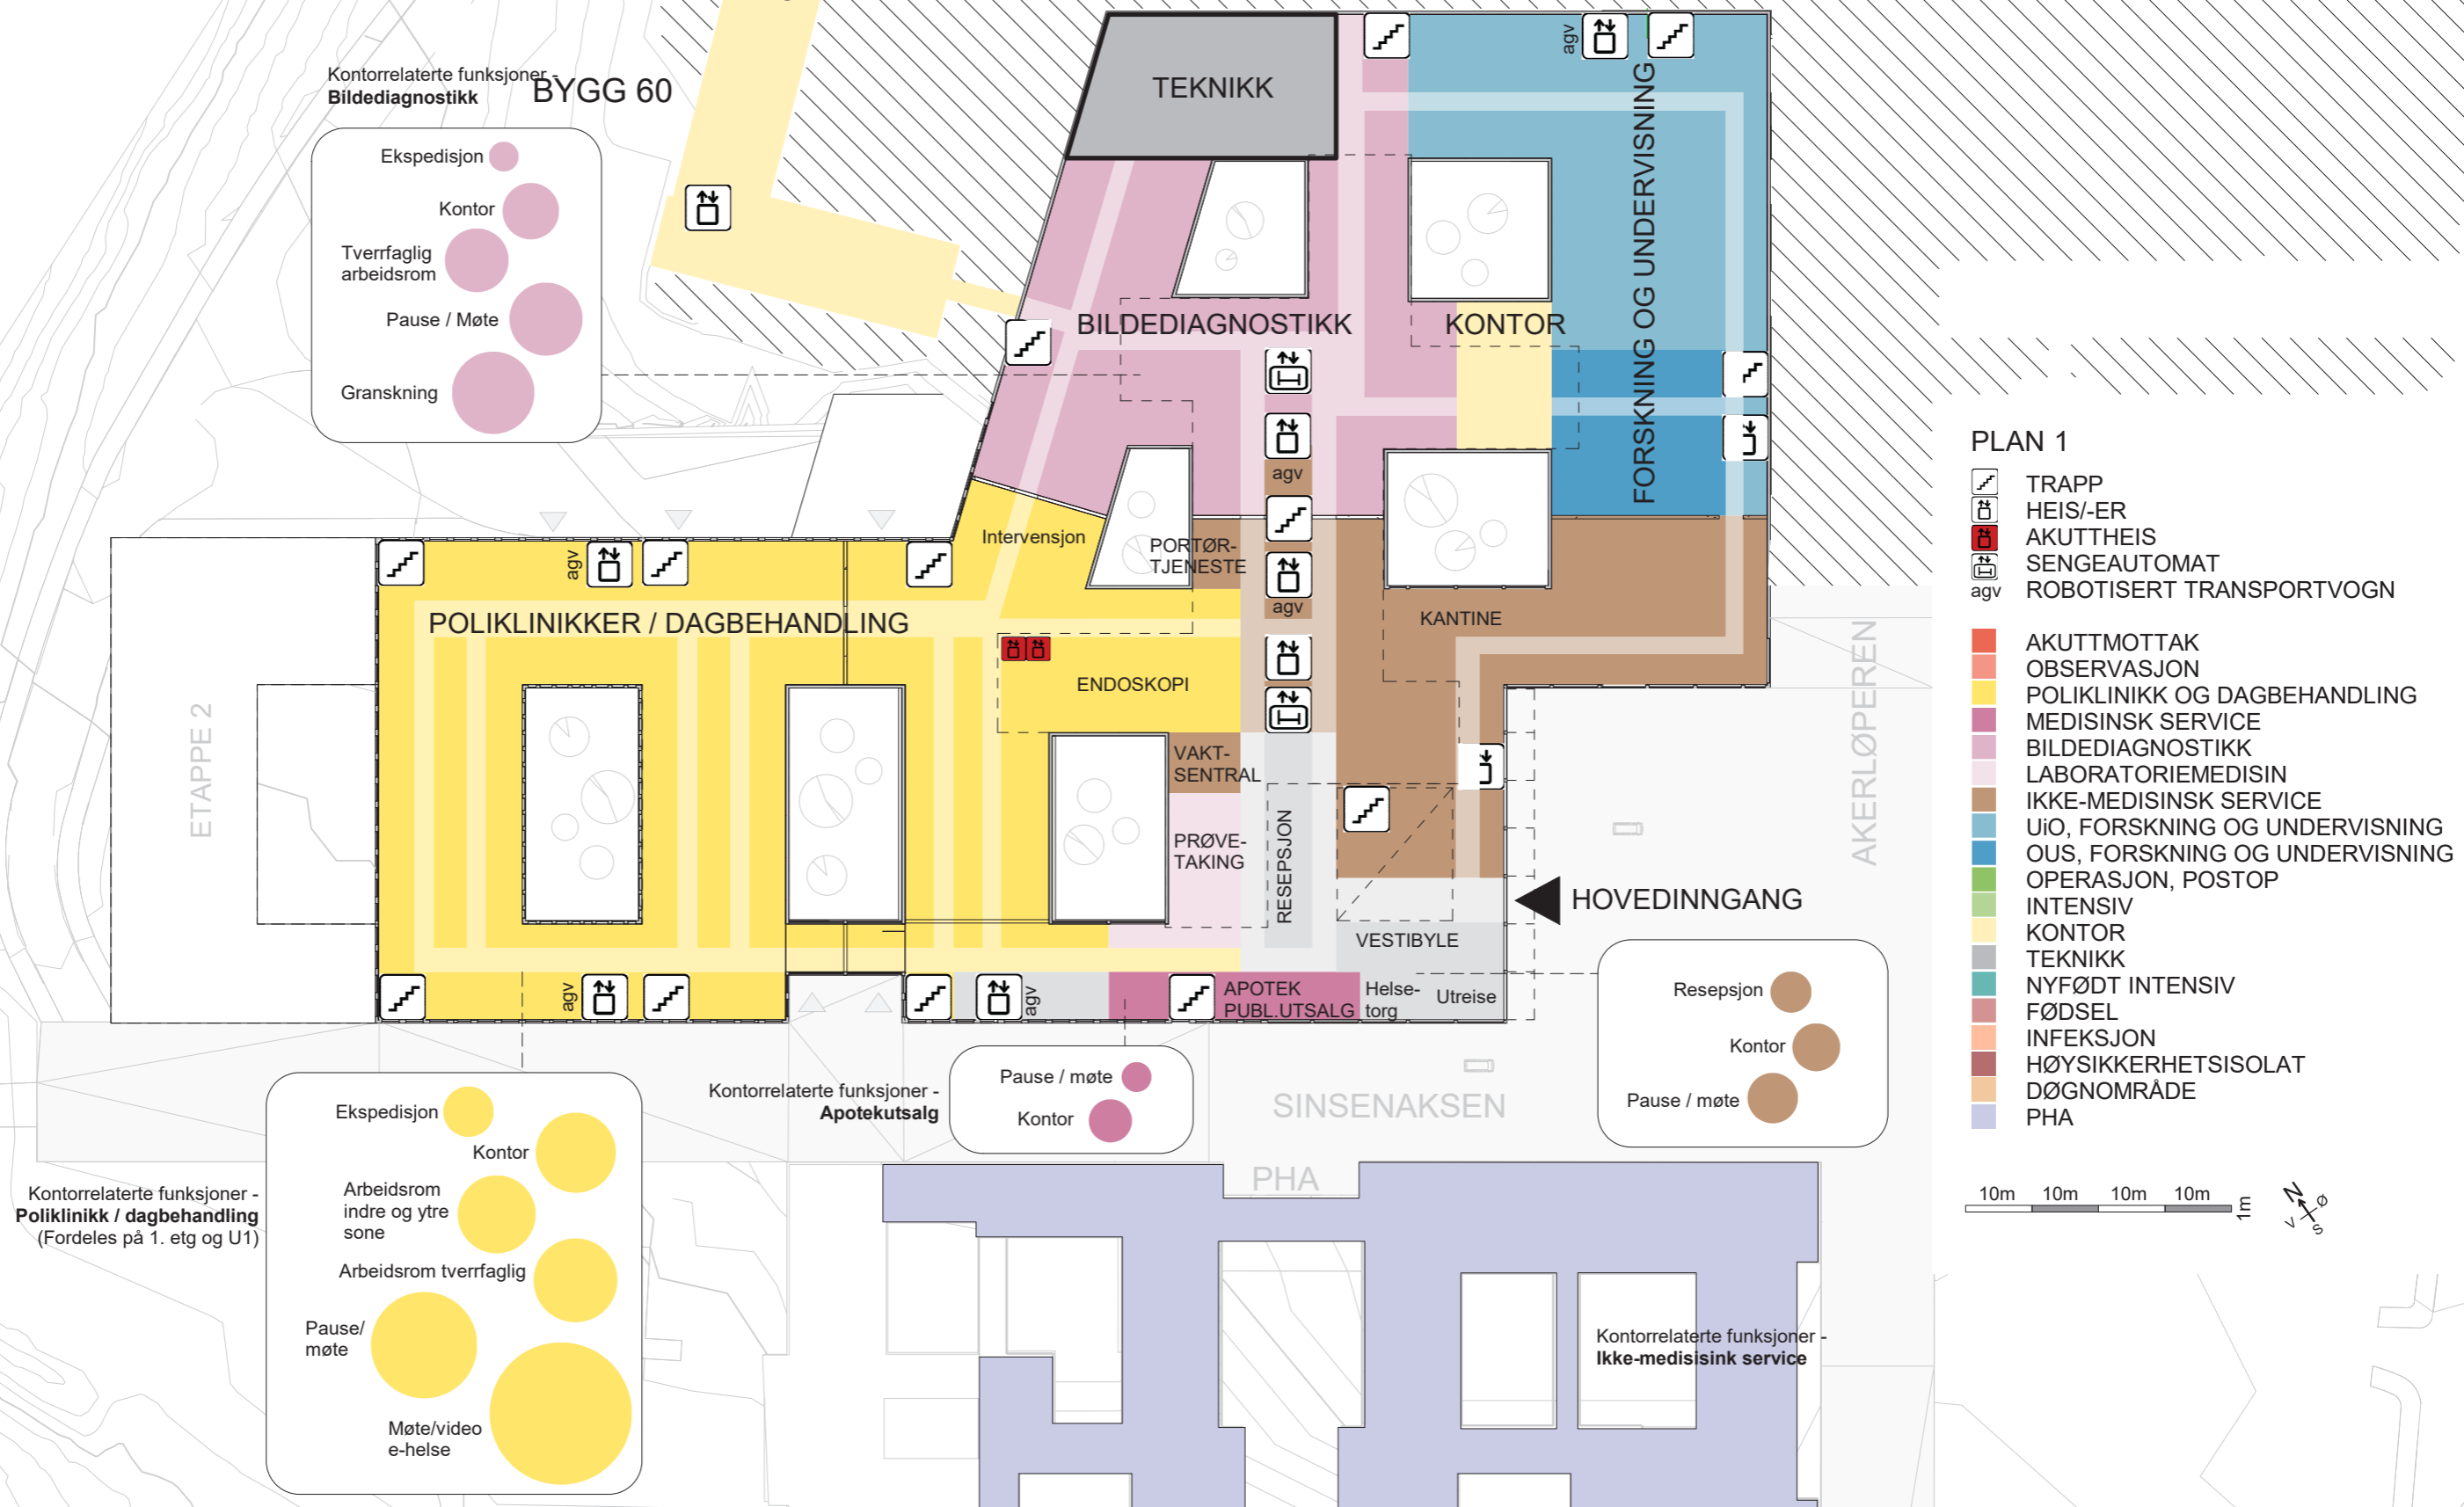 Kontorrelaterte funksjoner -
Bildediagnostikk
BYGG 60
Ekspedisjon
Kontor
Tverrfaglig
arbeidsrom
Pause / Møte
Granskning
TEKNIKK
agv
BILDEDIAGNOSTIKK
KONTOR
FORSKNING OG UNDERVISNING
agv
Intervensjon
PORTØR-
TJENESTE
agv
agv
POLIKLINIKKER / DAGBEHANDLING
KANTINE
ENDOSKOPI
ETAPPE 2
VAKT-
SENTRAL
PRØVE-
TAKING
RESEPSJON
AKERLØPEREN
HOVEDINNGANG
VESTIBYLE
agv
agv
APOTEK
PUBL.UTSALG
Helse-
torg
Utreise
PLAN 1
TRAPP
HEIS/-ER
AKUTTHEIS
SENGEAUTOMAT
agv ROBOTISERT TRANSPORTVOGN
AKUTTMOTTAK
OBSERVASJON
POLIKLINIKK OG DAGBEHANDLING
MEDISINSK SERVICE
BILDEDIAGNOSTIKK
LABORATORIEMEDISIN
IKKE-MEDISINSK SERVICE
UiO, FORSKNING OG UNDERVISNING
OUS, FORSKNING OG UNDERVISNING
OPERASJON, POSTOP
INTENSIV
KONTOR
TEKNIKK
NYFØDT INTENSIV
FØDSEL
INFEKSJON
HØYSIKKERHETSISOLAT
DØGNOMRÅDE
PHA
10m 10m 10m 10m
1m
N
Ø
V
S
Resepsjon
Kontor
Pause / møte
Kontorrelaterte funksjoner -
Apotekutsalg
Pause / møte
Kontor
SINSENAKSEN
PHA
Kontorrelaterte funksjoner -
Poliklinikk / dagbehandling
(Fordeles på 1. etg og U1)
Ekspedisjon
Kontor
Arbeidsrom
indre og ytre
sone
Arbeidsrom tverrfaglig
Pause/
møte
Møte/video
e-helse
Kontorrelaterte funksjoner -
Ikke-medisisink service